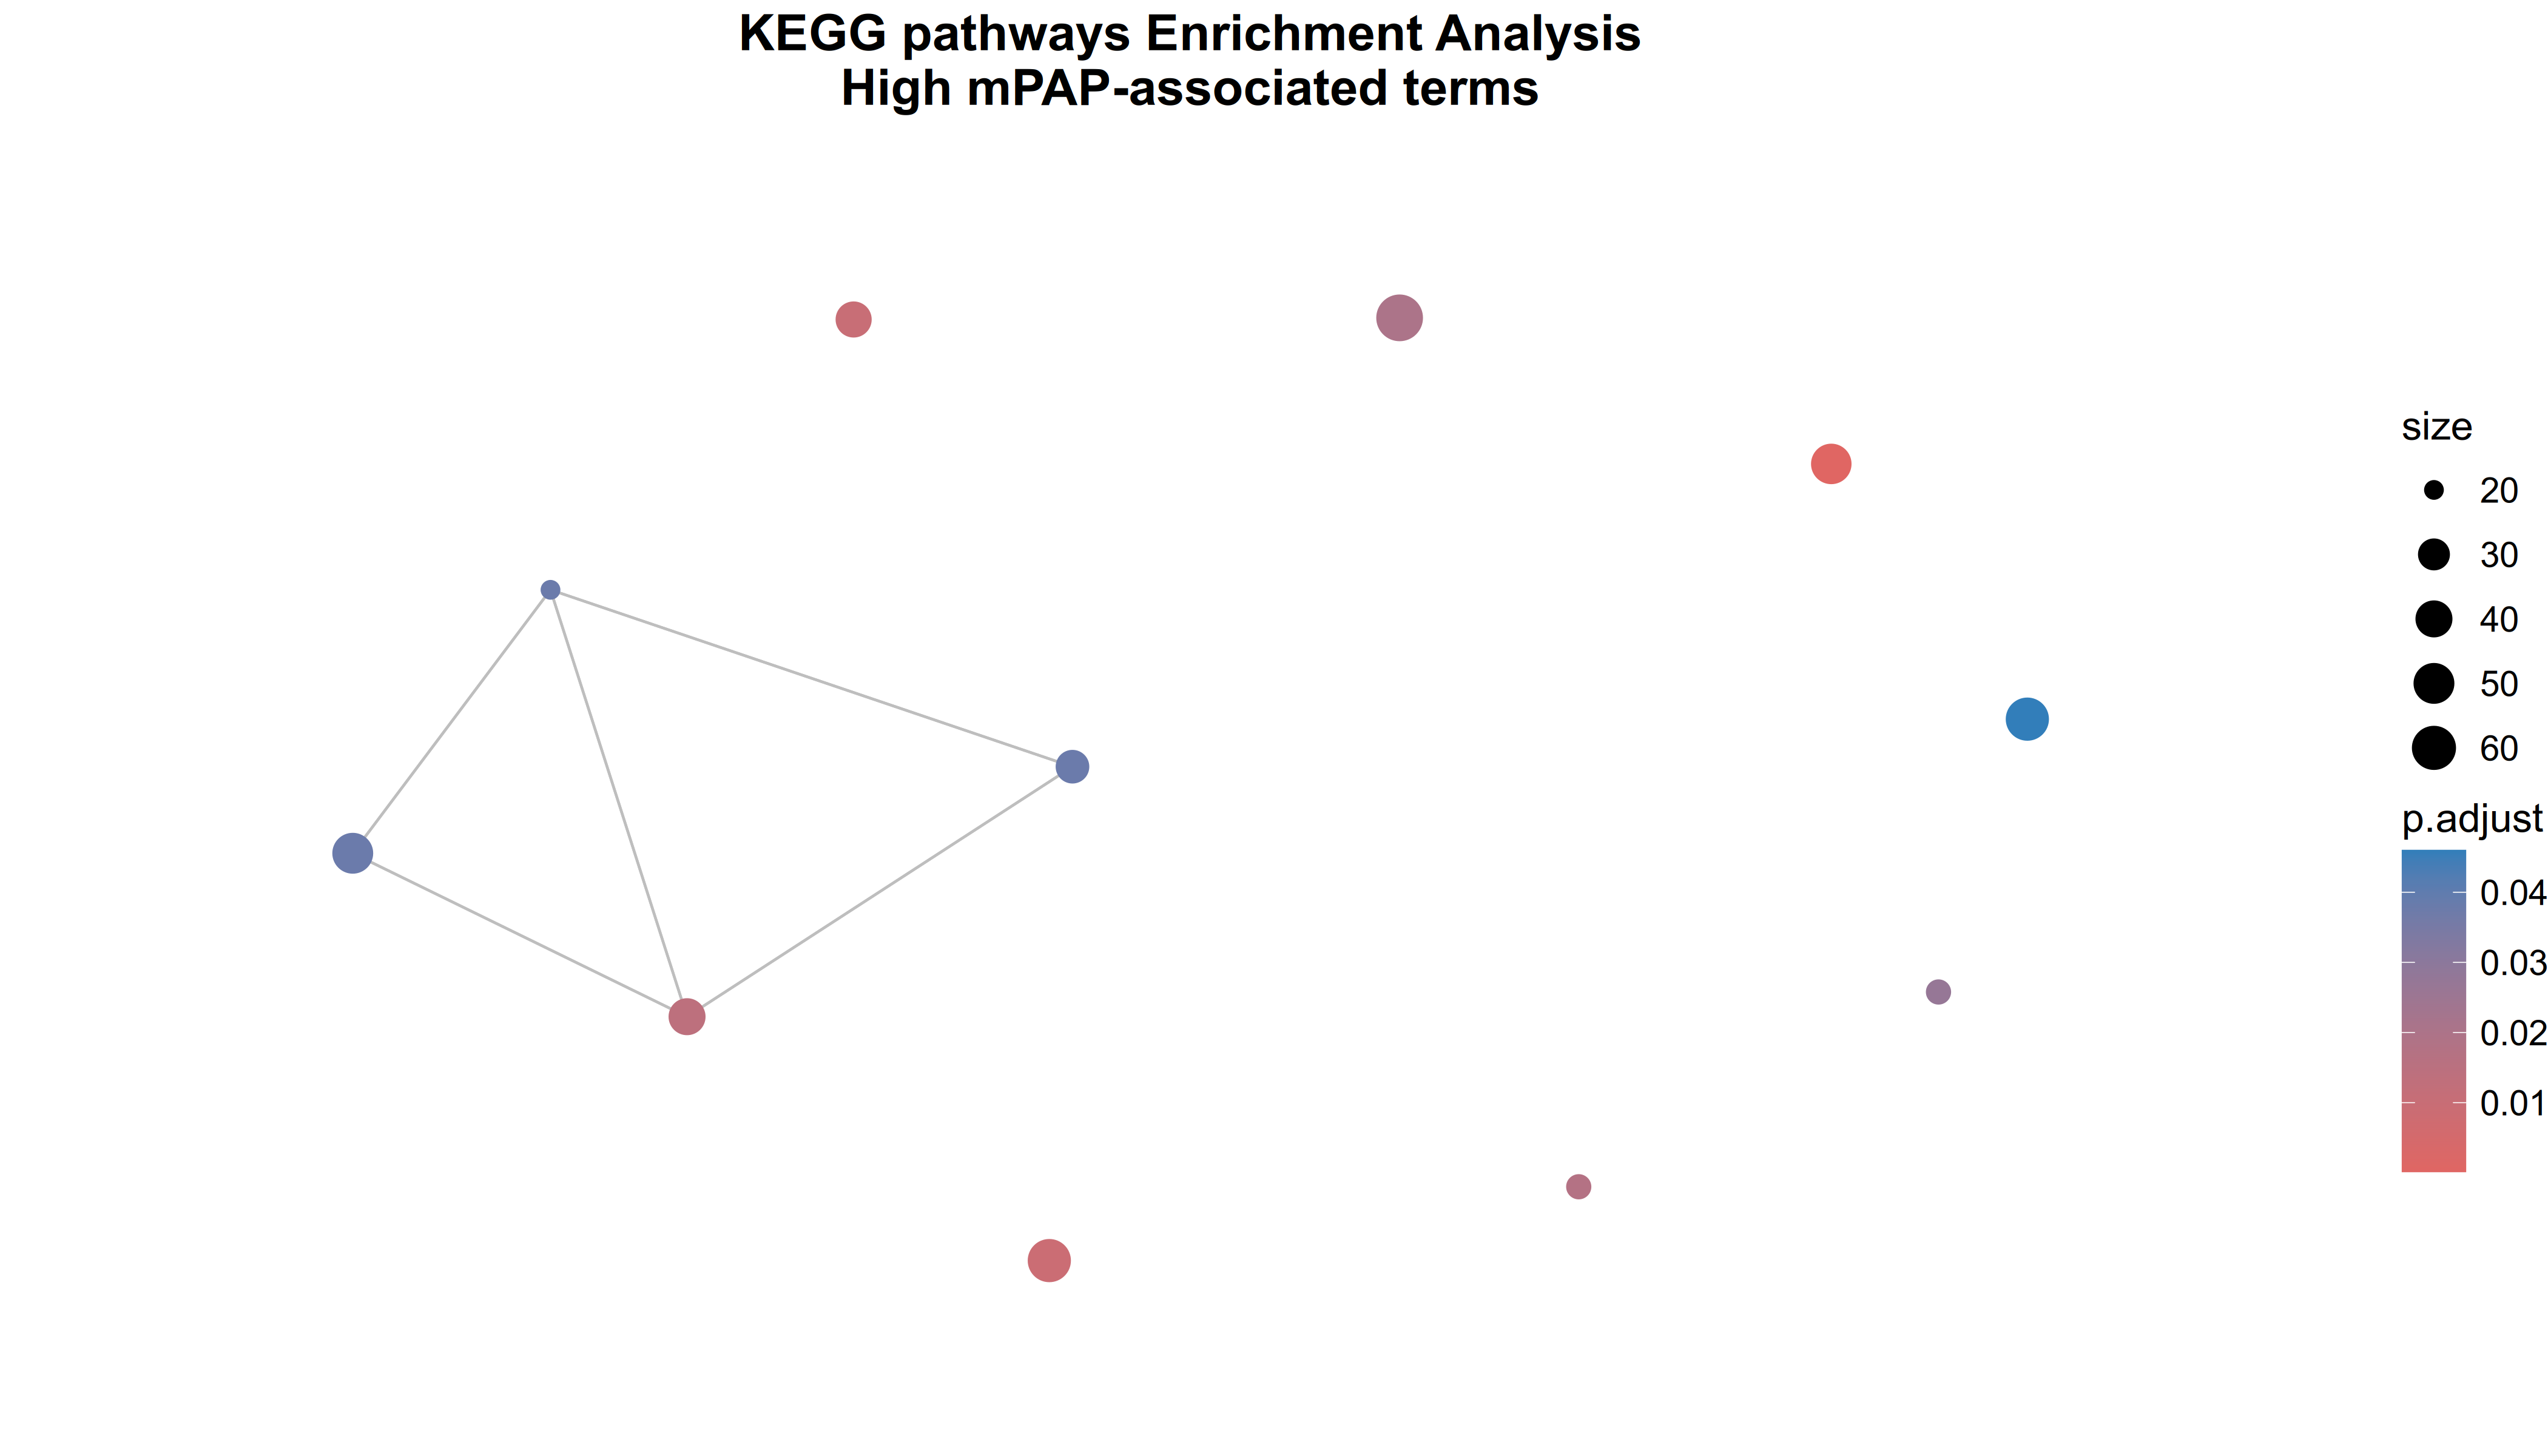 KEGG pathways Enrichment Analysis
High mPAP-associated terms
size
20
30
40
50
60
p.adjust
0.04
0.03
0.02
0.01